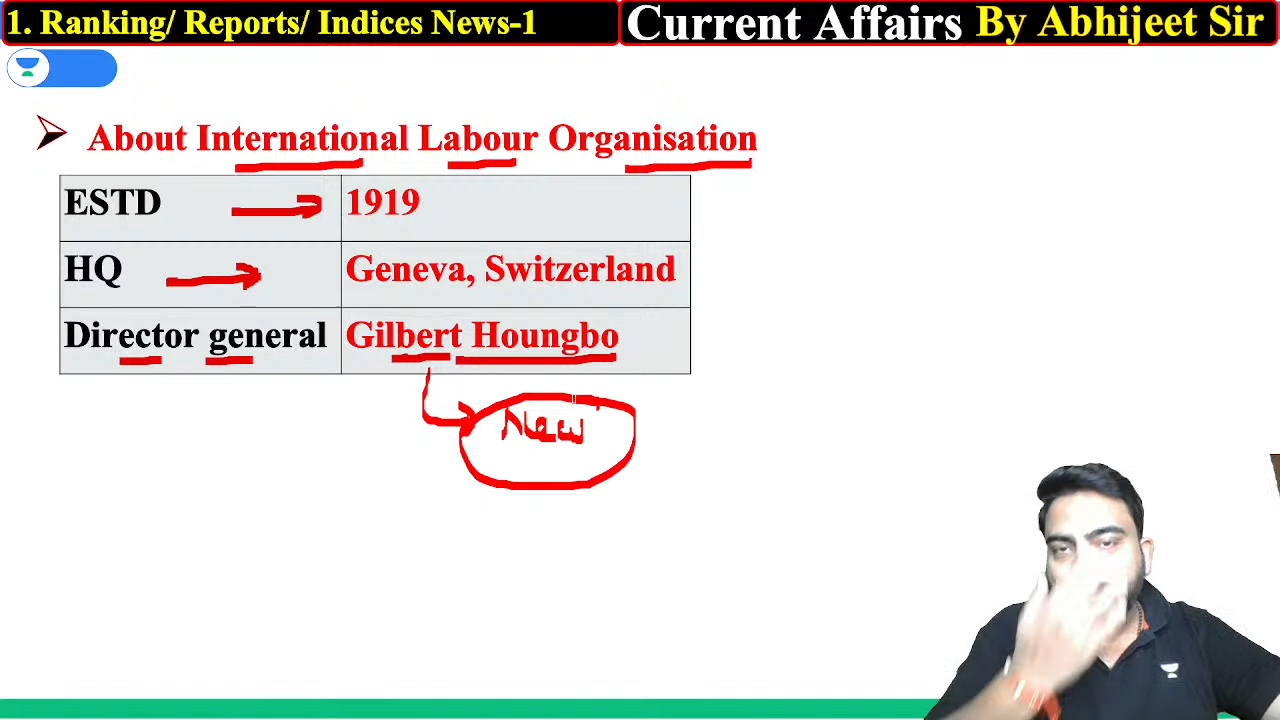 1. Ranking/ Reports/ Indices News-1
Current Affairs By Abhijeet Sir
About International Labour Organisation
ESTD 1919
HQ Geneva, Switzerland
Director general Gilbert Houngbo
New